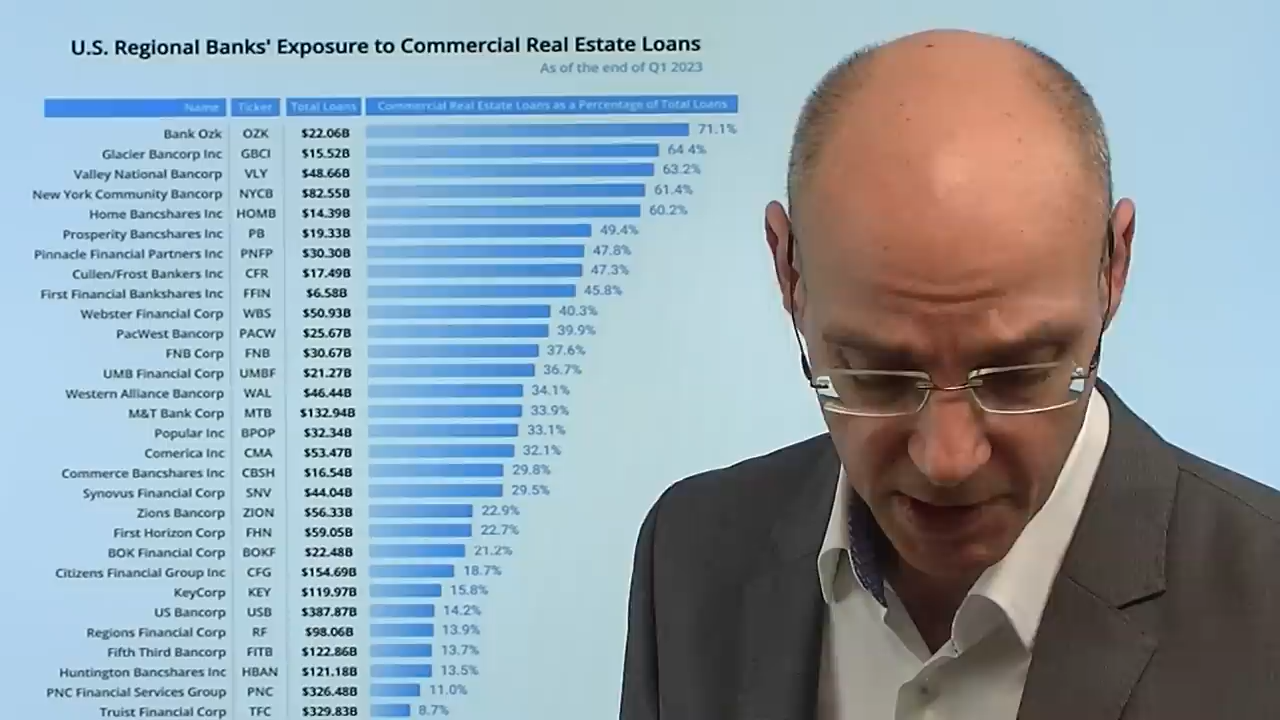 U.S. Regional Banks' Exposure to Commercial Real Estate Loans
As of the end of Q1 2023
Name Ticker Total Loans Commercial Real Estate Loans as a Percentage of Total Loans
Bank Ozk OZK $22.06B 71.1%
Glacier Bancorp Inc GBCI $15.52B 64.4%
Valley National Bancorp VLY $48.66B 63.2%
New York Community Bancorp NYCB $82.55B 61.4%
Home Bancshares Inc HOMB $14.39B 60.2%
Prosperity Bancshares Inc PB $19.33B 49.4%
Pinnacle Financial Partners Inc PNFP $30.30B 47.8%
Cullen/Frost Bankers Inc CFR $17.49B 47.3%
First Financial Bankshares Inc FFIN $6.58B 45.8%
Webster Financial Corp WBS $50.93B 40.3%
PacWest Bancorp PACW $25.67B 39.9%
FNB Corp FNB $30.67B 37.6%
UMB Financial Corp UMBF $21.27B 36.7%
Western Alliance Bancorp WAL $46.44B 34.1%
M&T Bank Corp MTB $132.94B 33.9%
Popular Inc BPOP $32.34B 33.1%
Comerica Inc CMA $53.47B 32.1%
Commerce Bancshares Inc CBSH $16.54B 29.8%
Synovus Financial Corp SNV $44.04B 29.5%
Zions Bancorp ZION $56.33B 22.9%
First Horizon Corp FHN $59.05B 22.7%
BOK Financial Corp BOKF $22.48B 21.2%
Citizens Financial Group Inc CFG $154.69B 18.7%
KeyCorp KEY $119.97B 15.8%
US Bancorp USB $387.87B 14.2%
Regions Financial Corp RF $98.06B 13.9%
Fifth Third Bancorp FITB $122.86B 13.7%
Huntington Bancshares Inc HBAN $121.18B 13.5%
PNC Financial Services Group PNC $326.48B 11.0%
Truist Financial Corp TFC $329.83B 8.7%